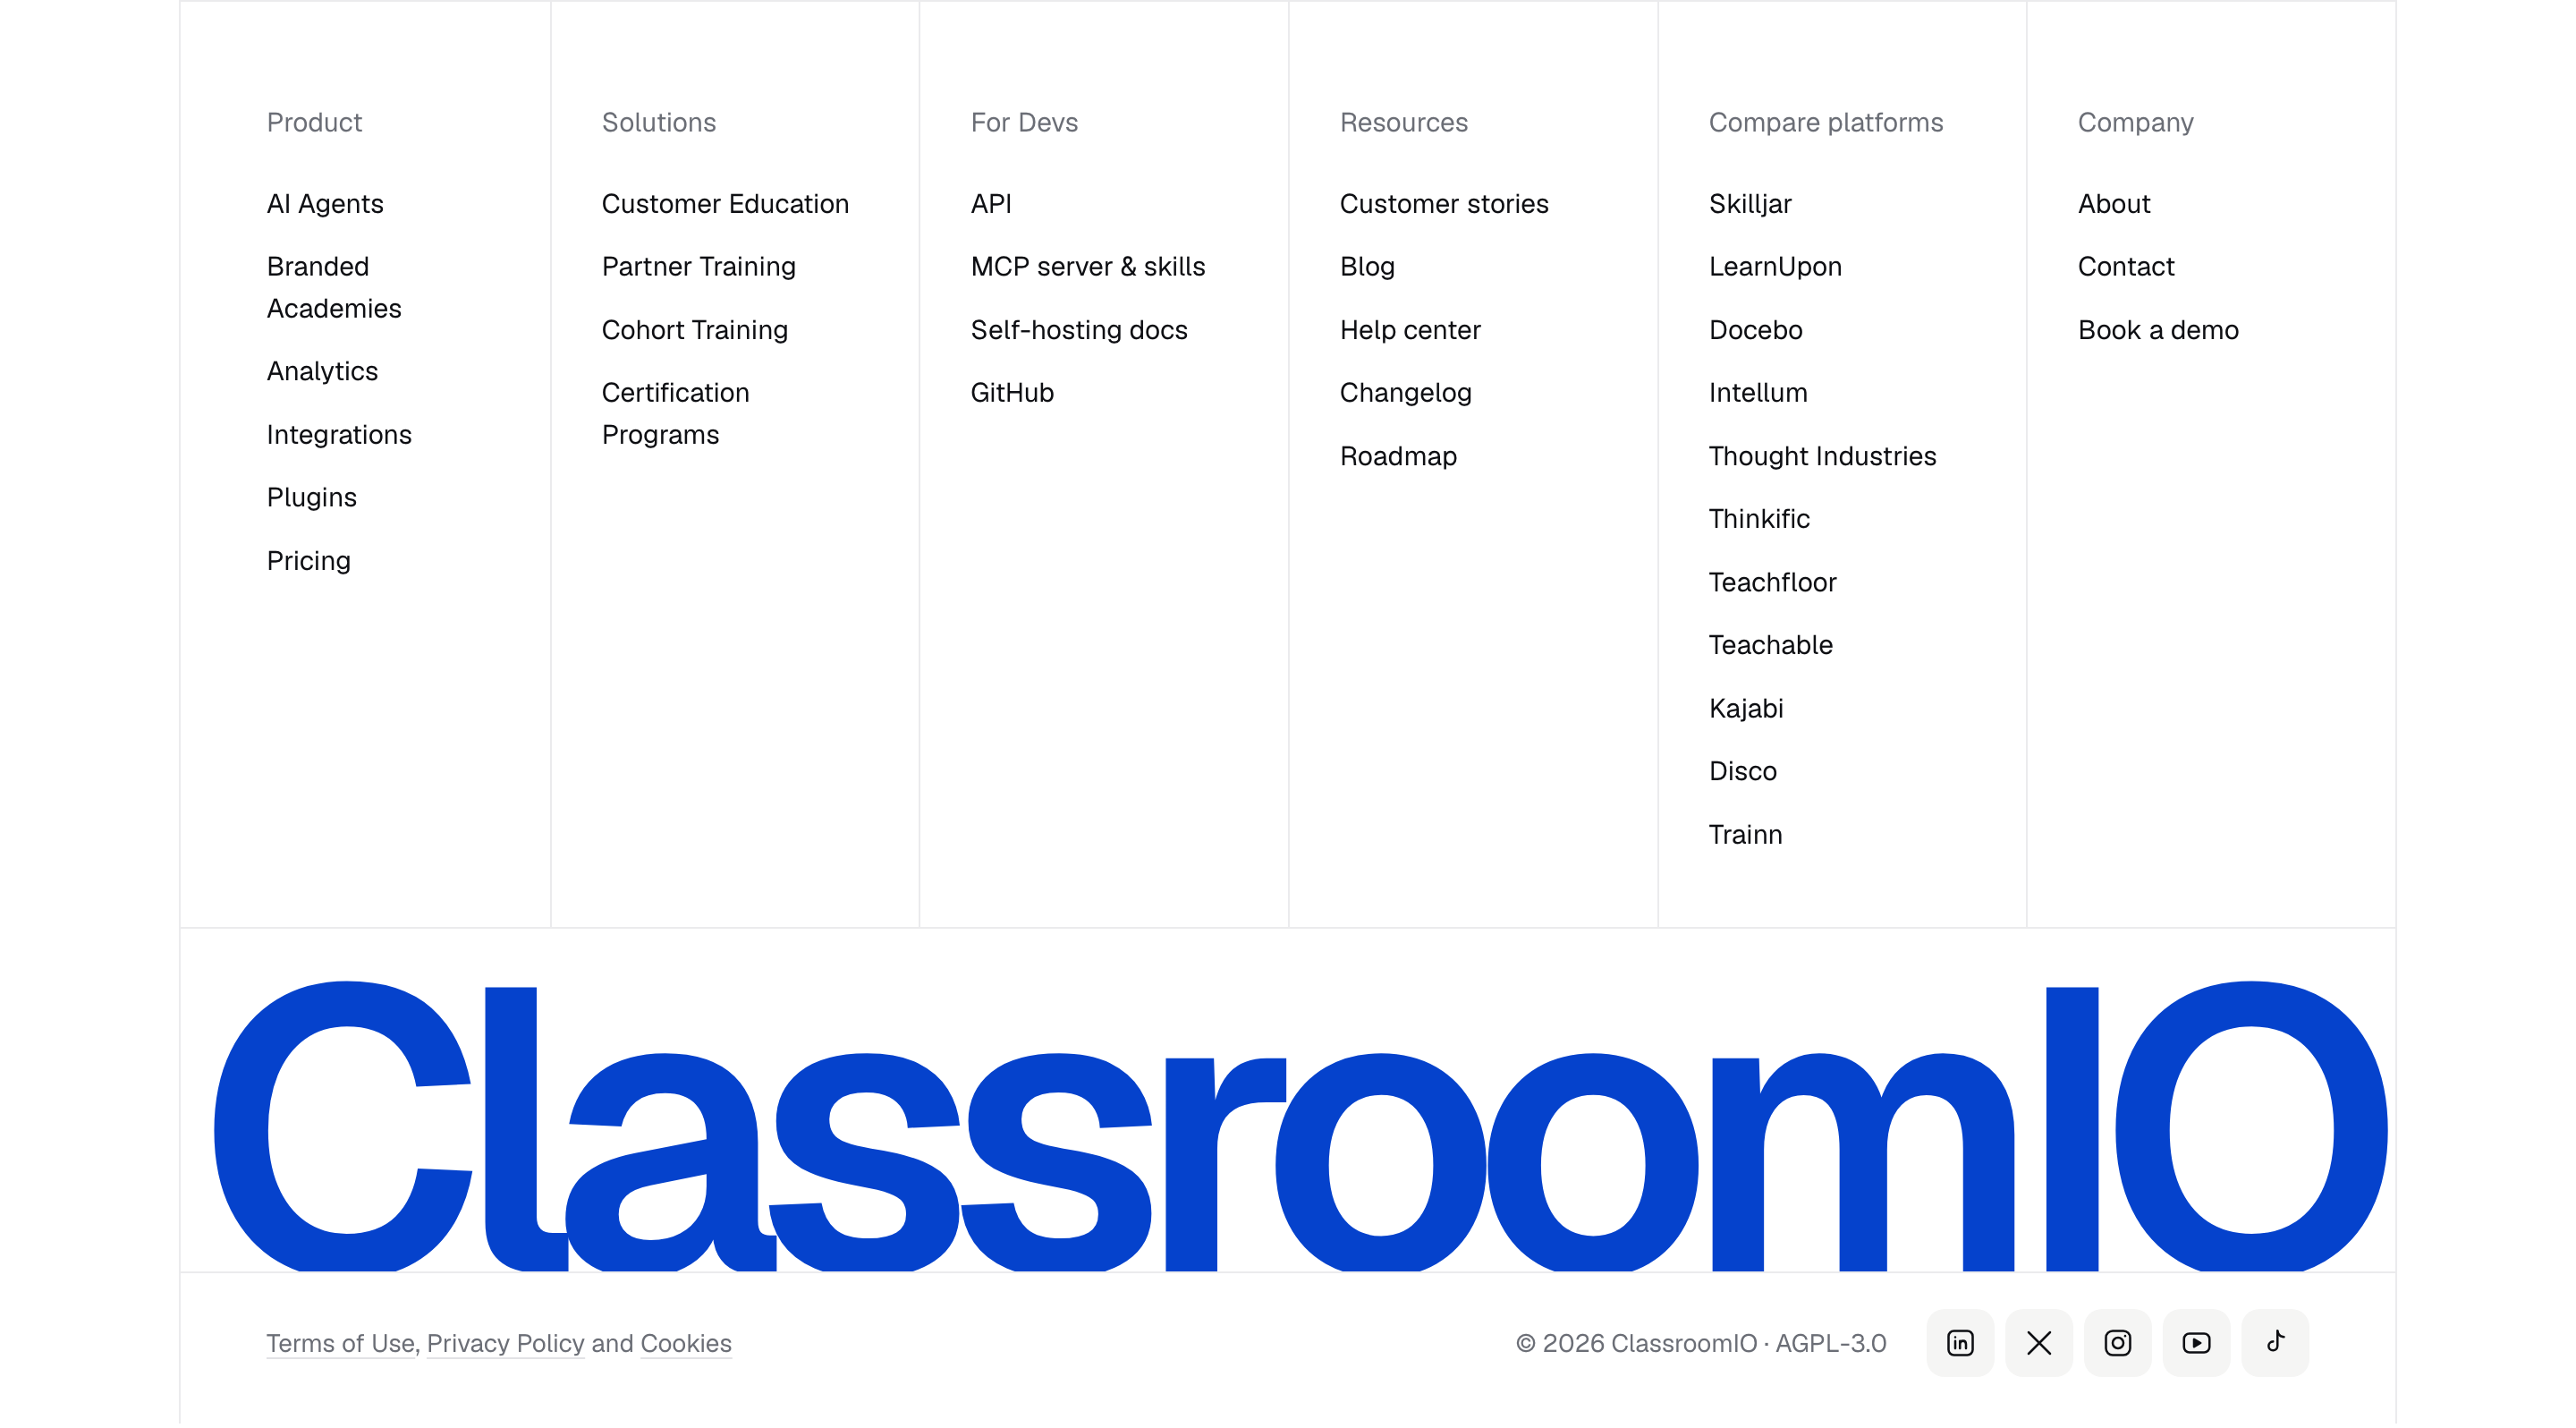 Product
AI Agents
Branded
Academies
Analytics
Integrations
Plugins
Pricing
Solutions
Customer Education
Partner Training
Cohort Training
Certification
Programs
For Devs
API
MCP server & skills
Self-hosting docs
GitHub
Resources
Customer stories
Blog
Help center
Changelog
Roadmap
Compare platforms
Skilljar
LearnUpon
Docebo
Intellum
Thought Industries
Thinkific
Teachfloor
Teachable
Kajabi
Disco
Trainn
Company
About
Contact
Book a demo
ClassroomIO
Terms of Use, Privacy Policy and Cookies
© 2026 ClassroomIO · AGPL-3.0